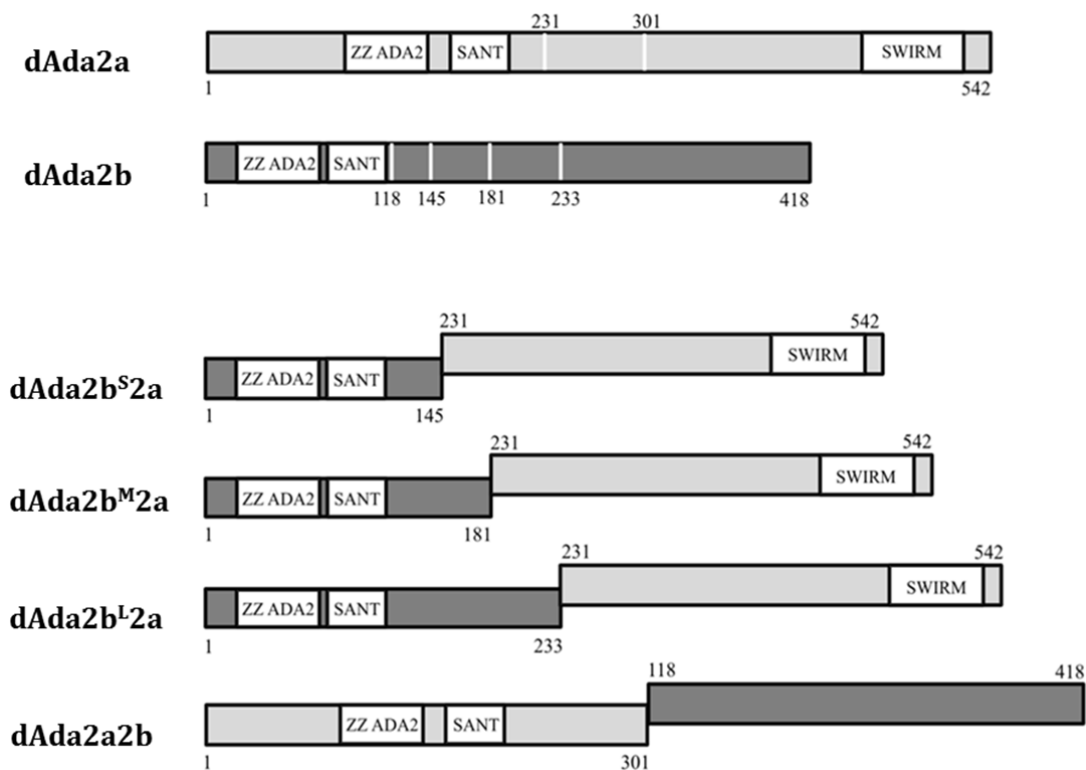 231 301
dAda2a ZZ ADA2 SANT SWIRM
1 542
dAda2b ZZ ADA2 SANT
1 118 145 181 233 418
231 542
SWIRM
dAda2bS2a ZZ ADA2 SANT
1 145
231 542
SWIRM
dAda2bM2a ZZ ADA2 SANT
1 181
231 542
SWIRM
dAda2bL2a ZZ ADA2 SANT
1 233
118 418
dAda2a2b ZZ ADA2 SANT
1 301